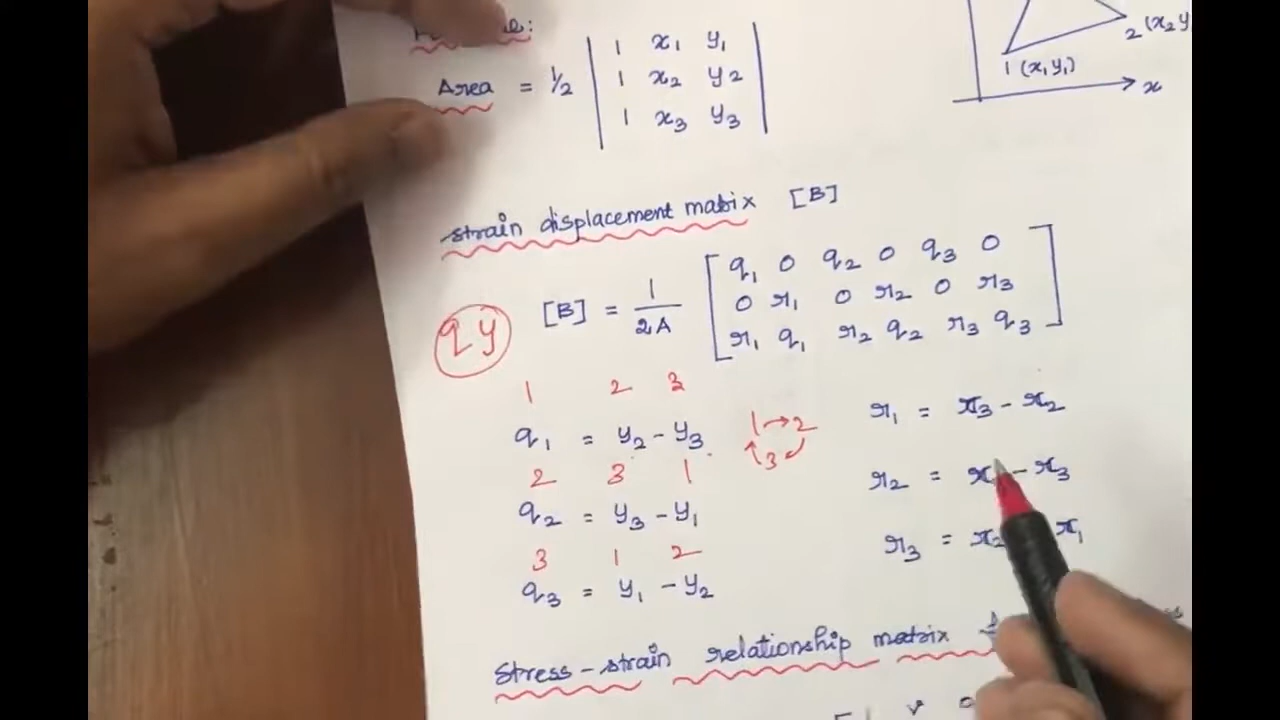 Area = 1/2 | 1 x1 y1
1 x2 y2
1 x3 y3 |
2 (x2 y
1 (x1 y1)
x
strain displacement matrix [B]
[B] = 1/2A [ q1 0 q2 0 q3 0
0 r1 0 r2 0 r3
r1 q1 r2 q2 r3 q3 ]
q y
1 2 3
q1 = y2 - y3
1 → 2
3
r1 = x3 - x2
2 3 1
q2 = y3 - y1
r2 = x - x3
3 1 2
q3 = y1 - y2
r3 = x2 x1
Stress-strain relationship matrix